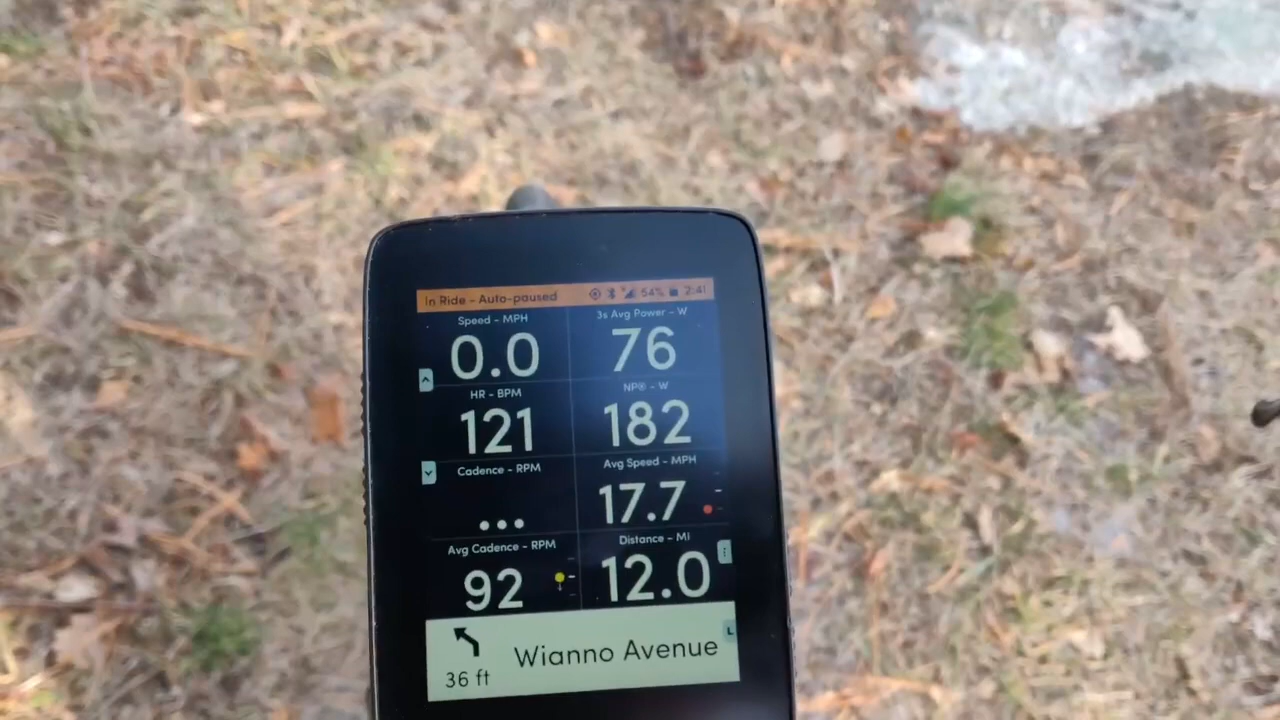 In Ride - Auto-paused 64% 2:41
Speed - MPH 3s Avg Power - W
0.0 76
HR - BPM NP® - W
121 182
Cadence - RPM Avg Speed - MPH
... 17.7
Avg Cadence - RPM Distance - MI
92 12.0
36 ft Wianno Avenue
L